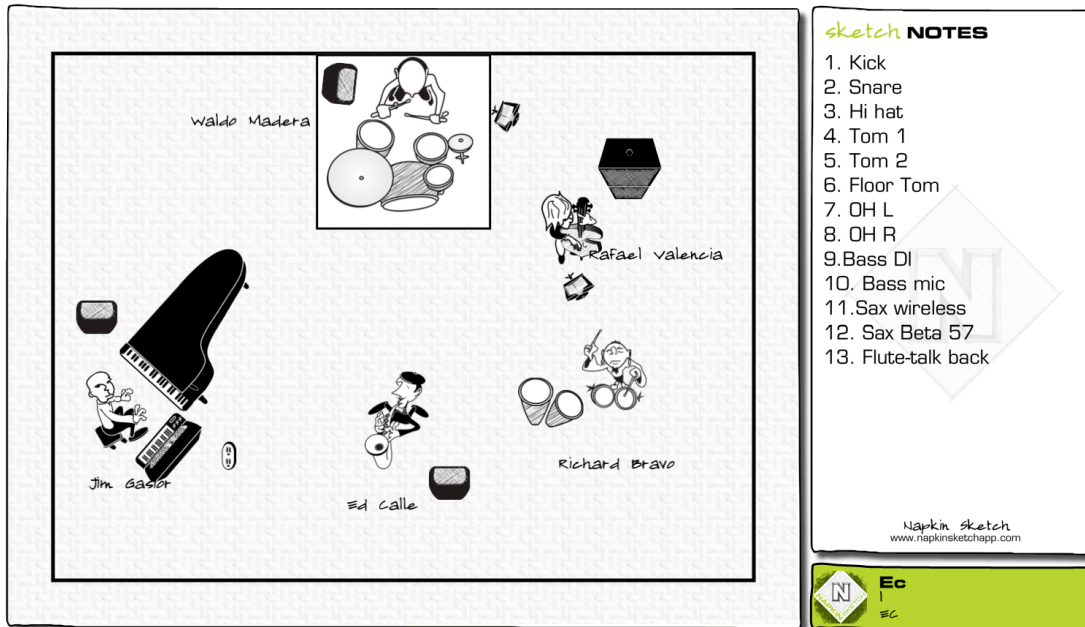 Waldo Madera
Rafael Valencia
Richard Bravo
Jim Gasior
Ed Calle
sketch NOTES
1. Kick
2. Snare
3. Hi hat
4. Tom 1
5. Tom 2
6. Floor Tom
7. OH L
8. OH R
9.Bass DI
10. Bass mic
11.Sax wireless
12. Sax Beta 57
13. Flute-talk back
N
Napkin Sketch
www.napkinsketchapp.com
N
NAPKIN SKETCH
Ec
1
EC